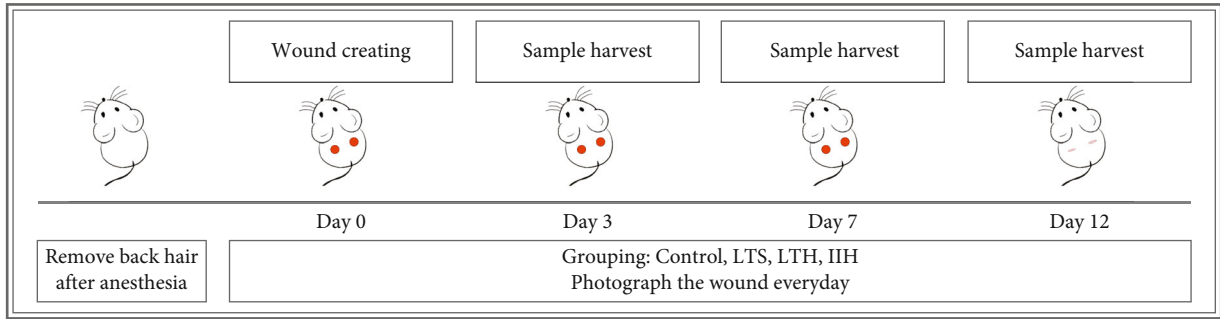 Wound creating
Sample harvest
Sample harvest
Sample harvest
Day 0
Day 3
Day 7
Day 12
Remove back hair
after anesthesia
Grouping: Control, LTS, LTH, IIH
Photograph the wound everyday